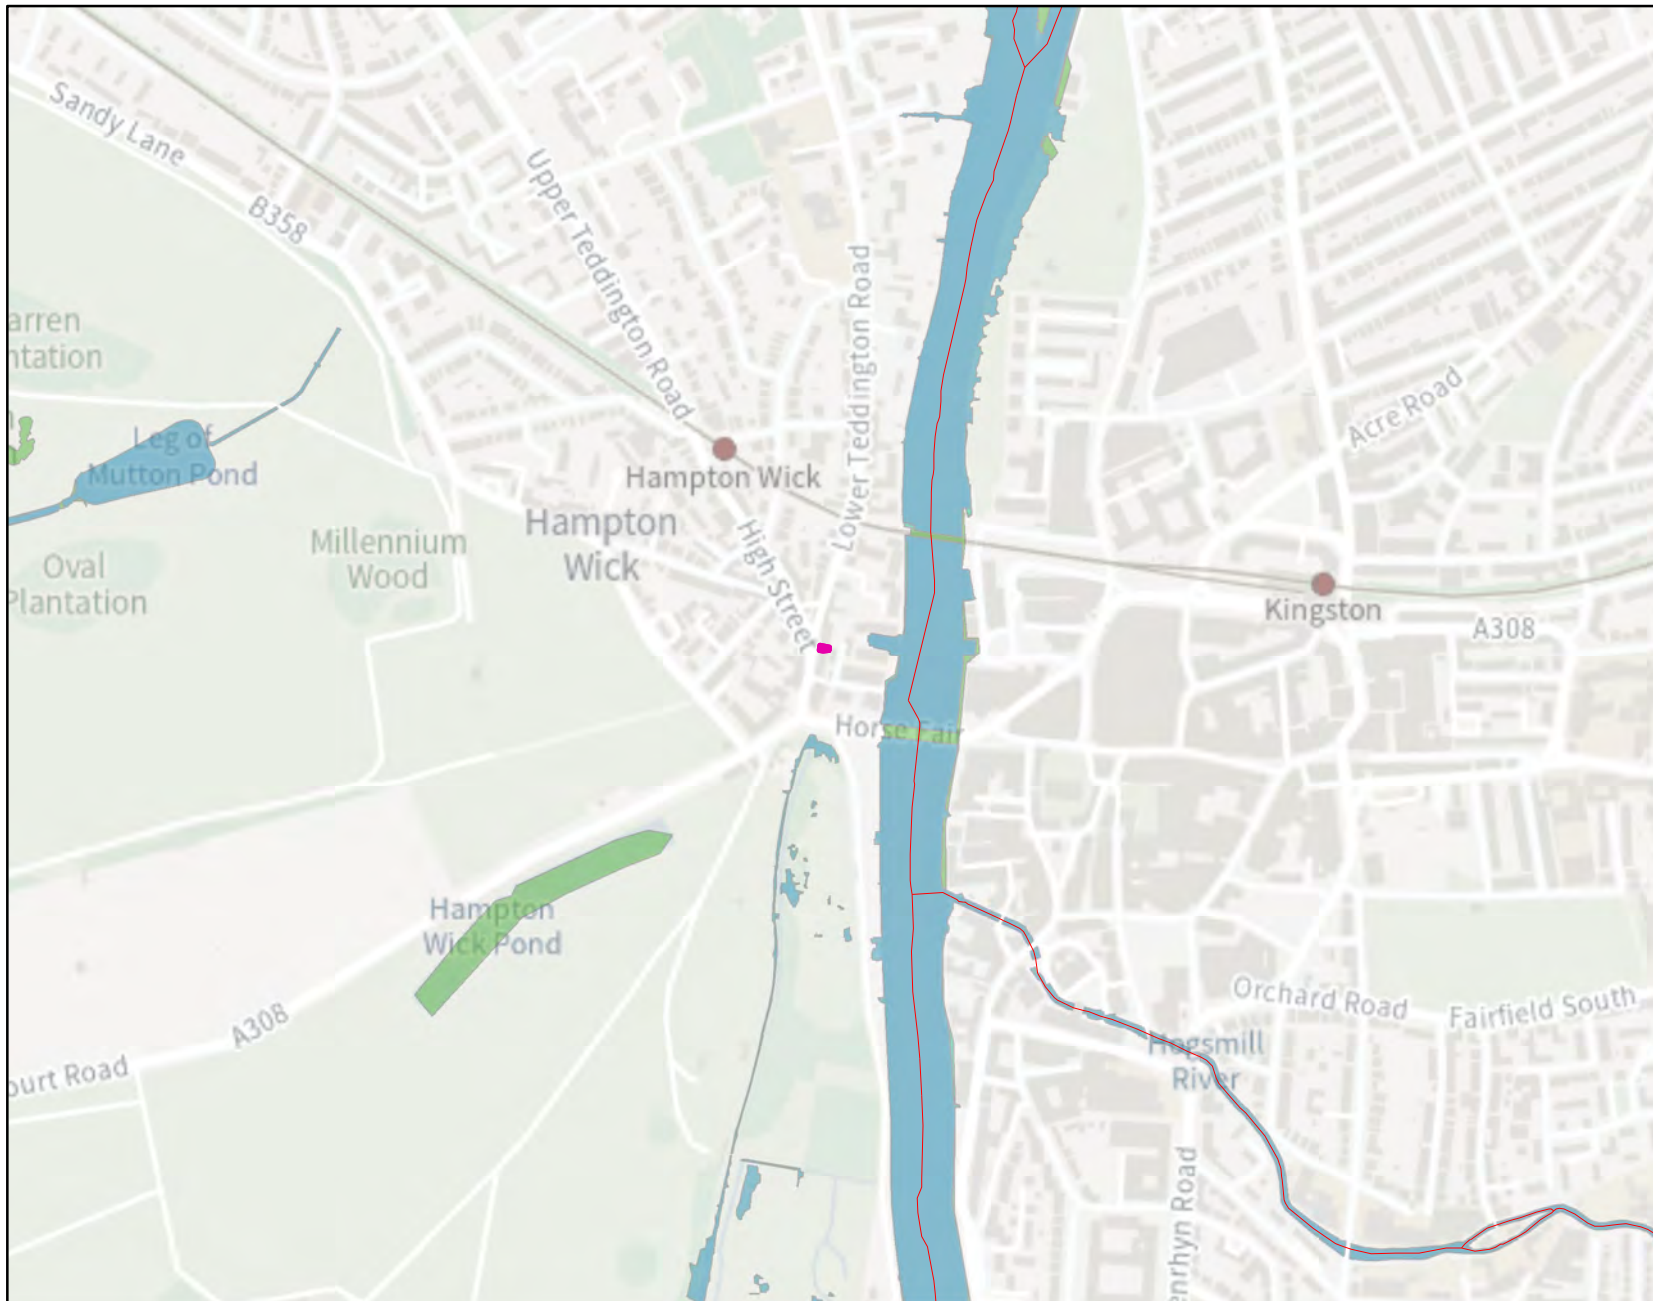 Sandy Lane
B358
Upper Teddington Road
Lower Teddington Road
arren
ntation
Leg of
Mutton Pond
Acre Road
Hampton Wick
Hampton
Wick
High Street
Millennium
Wood
Oval
Plantation
Kingston
A308
Horse Fair
Hampton
Wick Pond
A308
ourt Road
Orchard Road
Fairfield South
Hogsmill
River
enrhyn Road